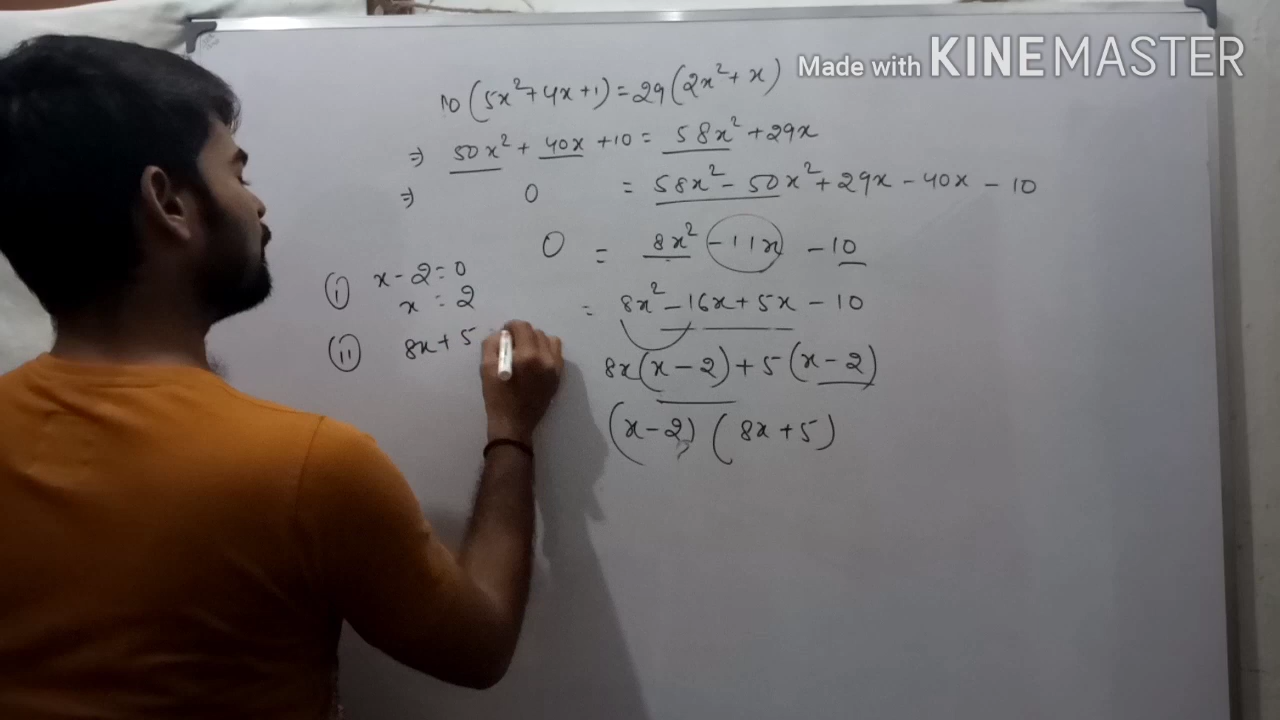 Made with KINEMASTER
10(5x²+4x+1)=29(2x²+x)
⇒ 50x² + 40x +10 = 58x² +29x
⇒ 0 = 58x² - 50x² + 29x - 40x - 10
0 = 8x² -11x -10
= 8x² -16x + 5x - 10
8x(x-2)+5(x-2)
(x-2)(8x+5)
(i) x-2=0
x = 2
(ii) 8x+5